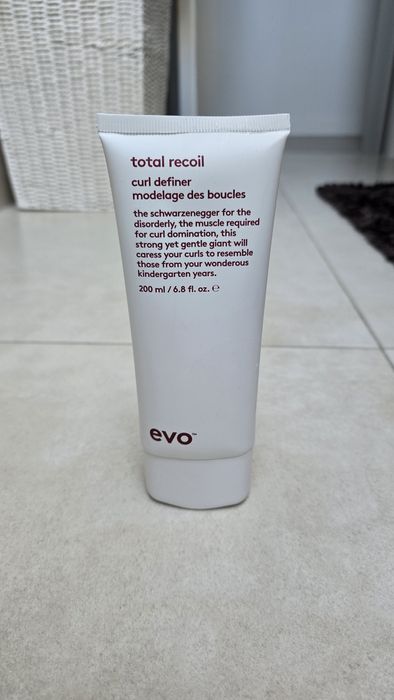 total recoil
curl definer
modelage des boucles
the schwarzenegger for the
disorderly, the muscle required
for curl domination, this
strong yet gentle giant will
caress your curls to resemble
those from your wonderous
kindergarten years.
200 ml / 6.8 fl. oz. ℮
evo™